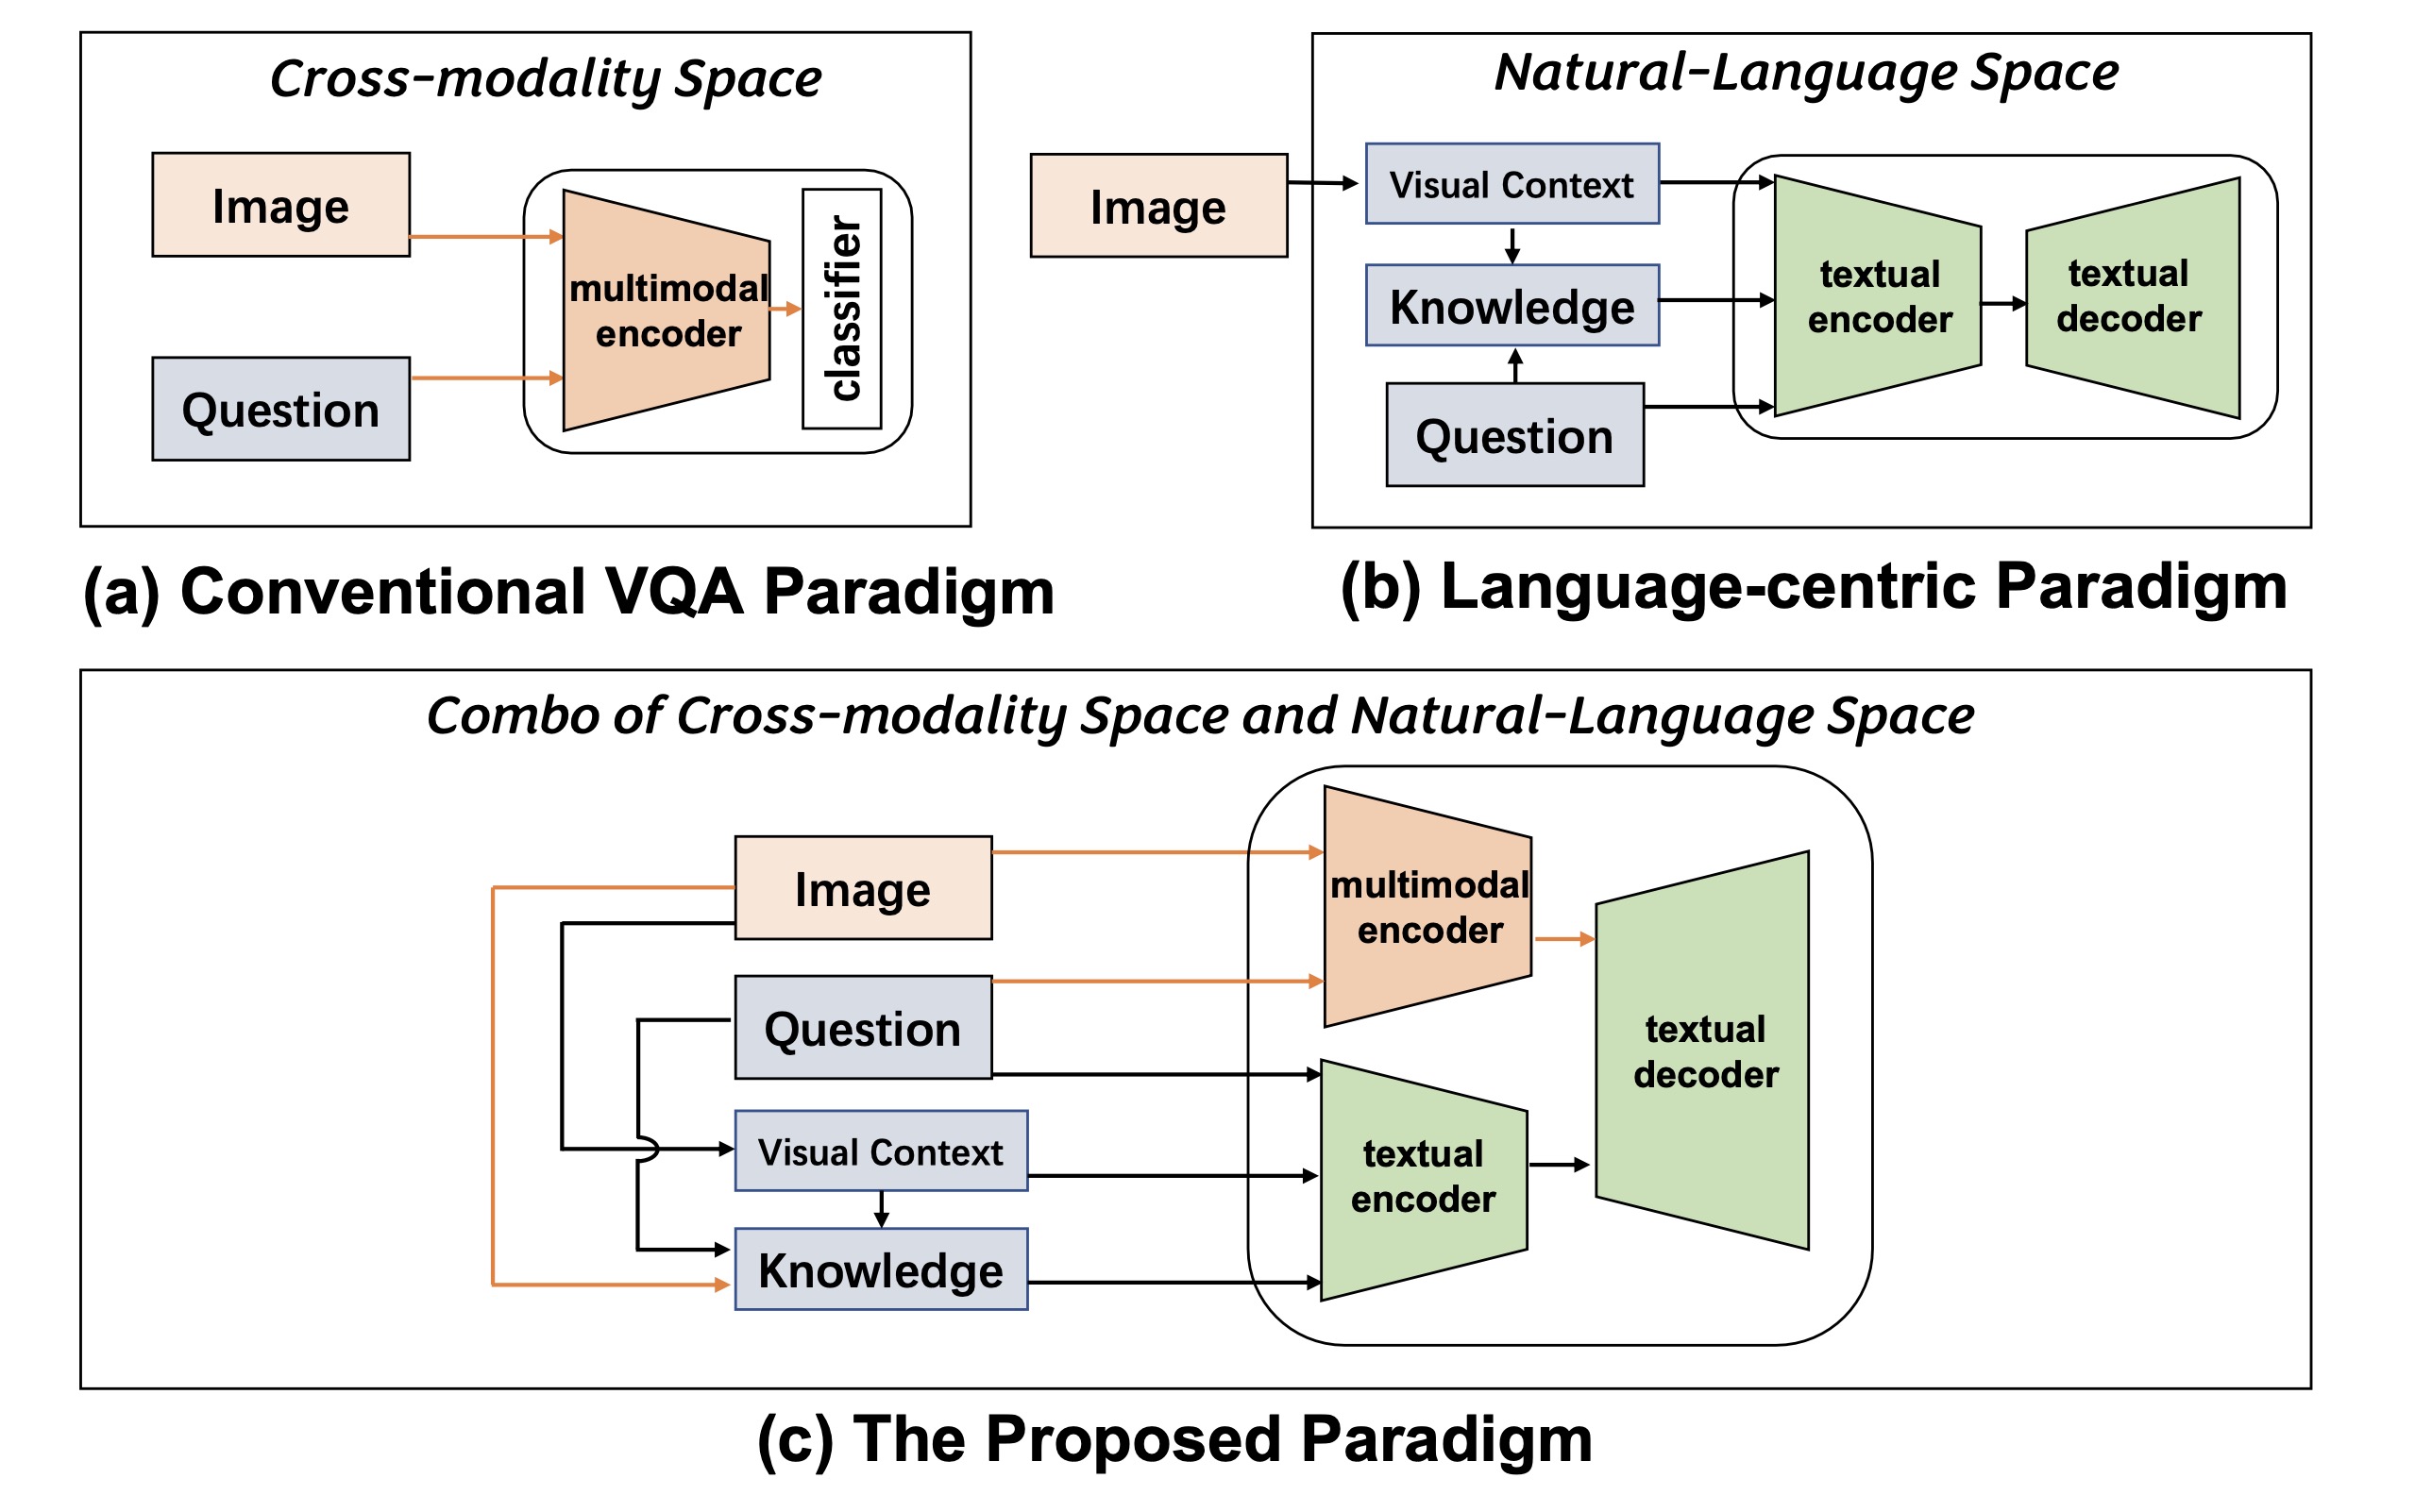 Cross-modality Space
Image
Question
multimodal
encoder
classifier
(a) Conventional VQA Paradigm
Natural-Language Space
Image
Visual Context
Knowledge
Question
textual
encoder
textual
decoder
(b) Language-centric Paradigm
Combo of Cross-modality Space and Natural-Language Space
Image
Question
Visual Context
Knowledge
multimodal
encoder
textual
encoder
textual
decoder
(c) The Proposed Paradigm